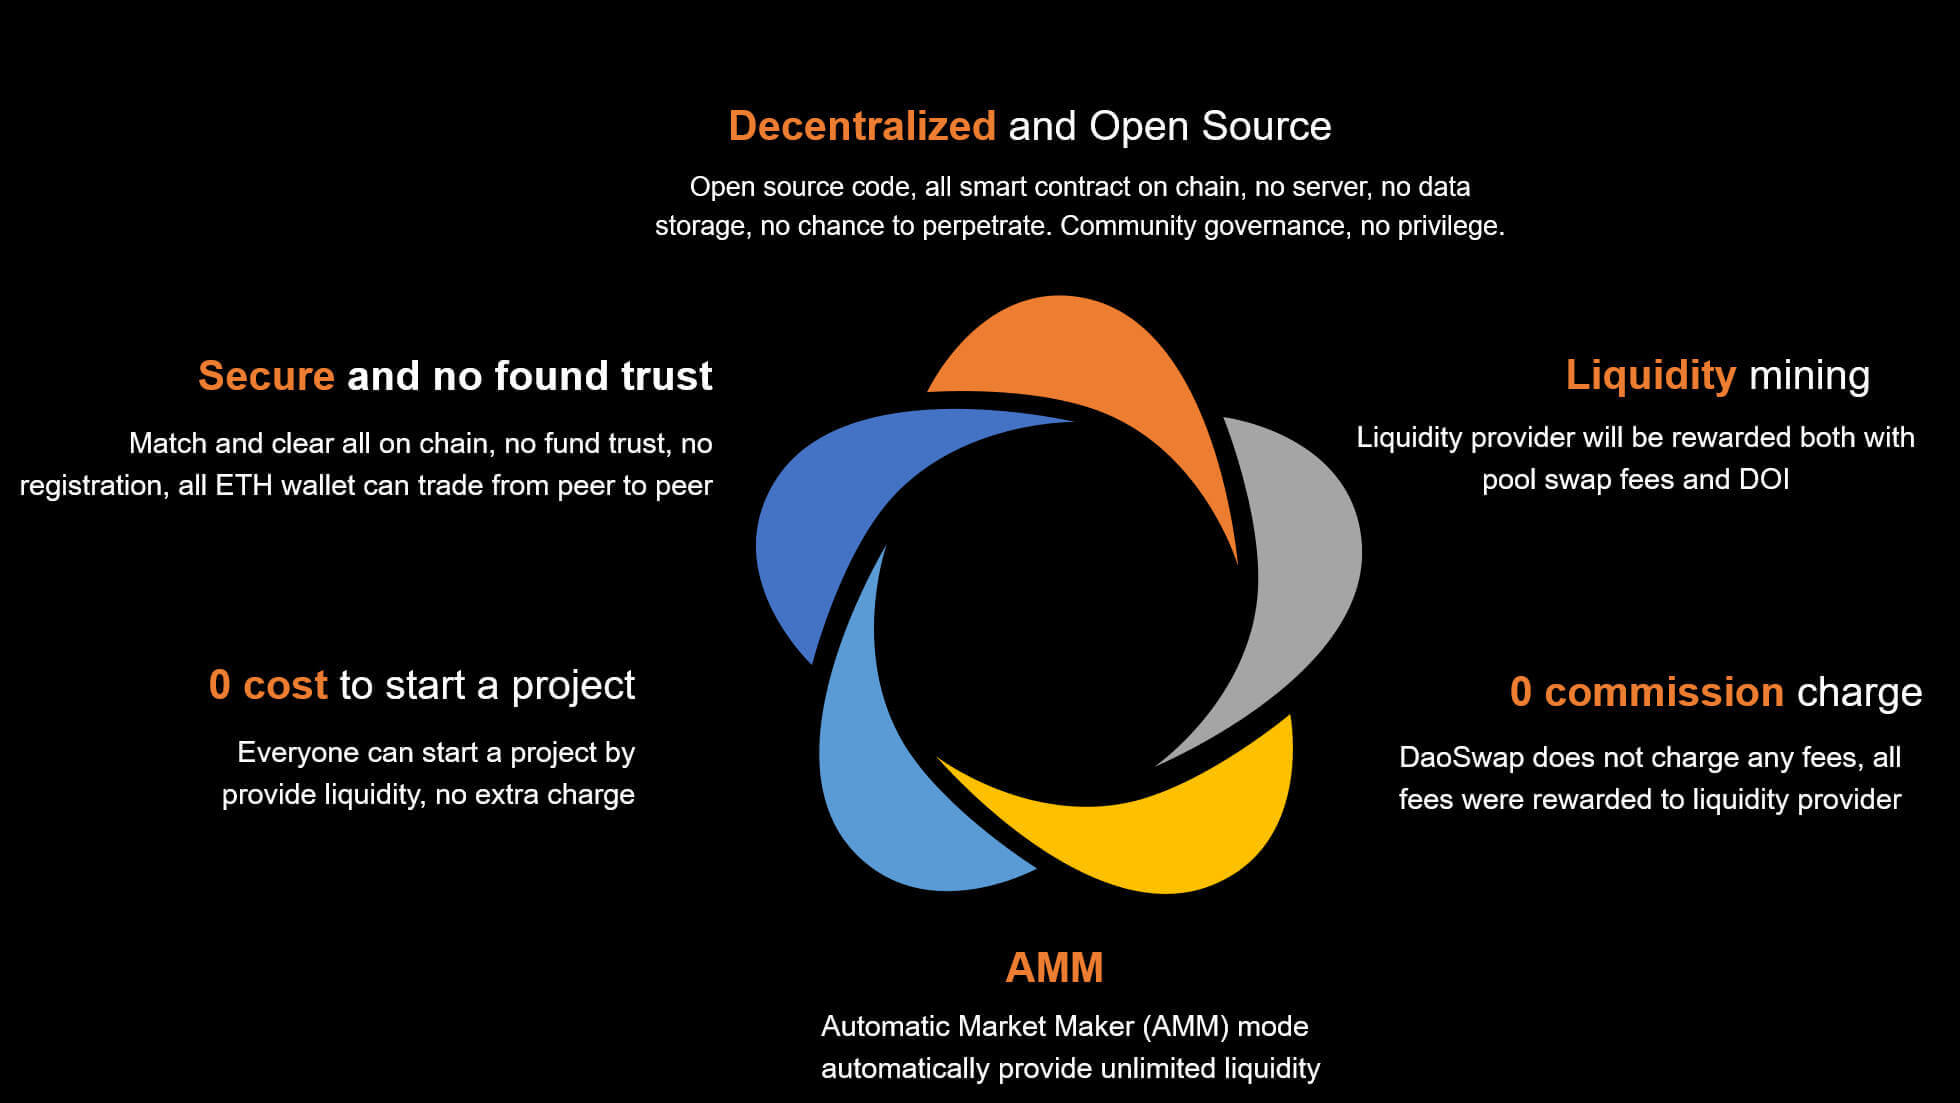 Decentralized and Open Source
Open source code, all smart contract on chain, no server, no data
storage, no chance to perpetrate. Community governance, no privilege.
Secure and no found trust
Match and clear all on chain, no fund trust, no
registration, all ETH wallet can trade from peer to peer
Liquidity mining
Liquidity provider will be rewarded both with
pool swap fees and DOI
0 cost to start a project
Everyone can start a project by
provide liquidity, no extra charge
0 commission charge
DaoSwap does not charge any fees, all
fees were rewarded to liquidity provider
AMM
Automatic Market Maker (AMM) mode
automatically provide unlimited liquidity